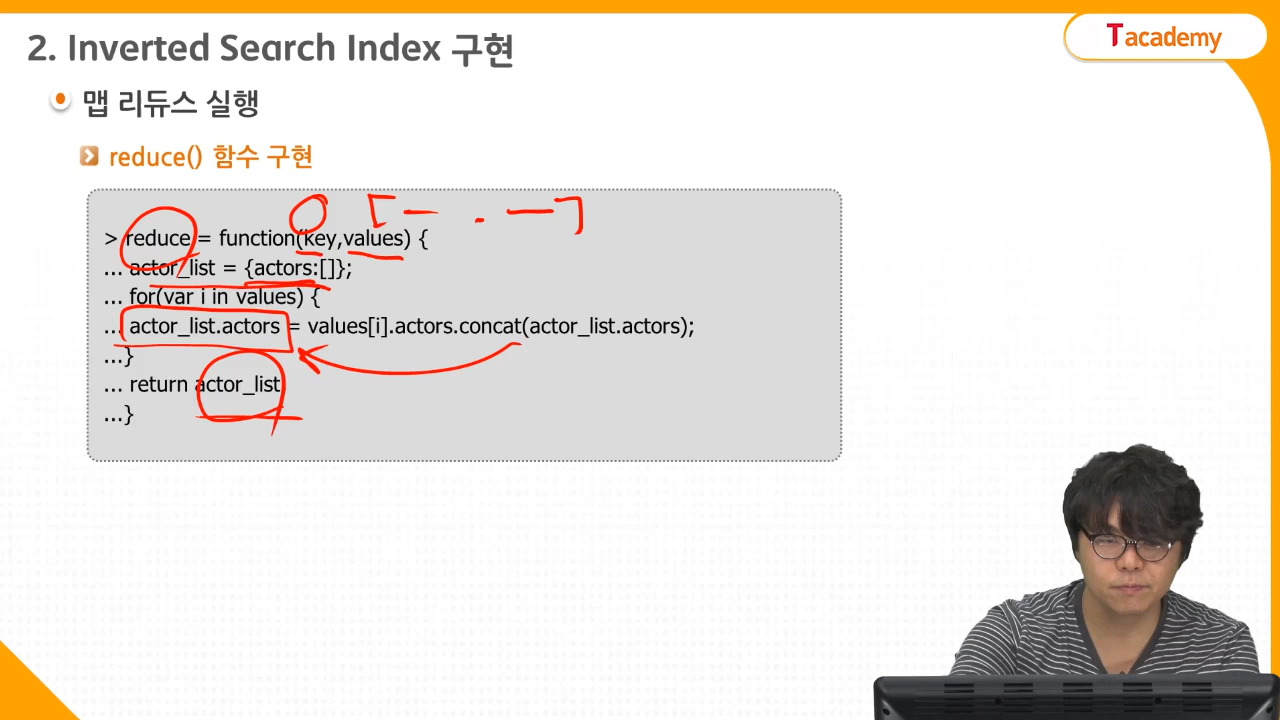 2. Inverted Search Index 구현
Tacademy
맵 리듀스 실행
reduce() 함수 구현
> reduce = function(key,values) {
... actor_list = {actors:[]};
... for(var i in values) {
... actor_list.actors = values[i].actors.concat(actor_list.actors);
...}
... return actor_list
...}